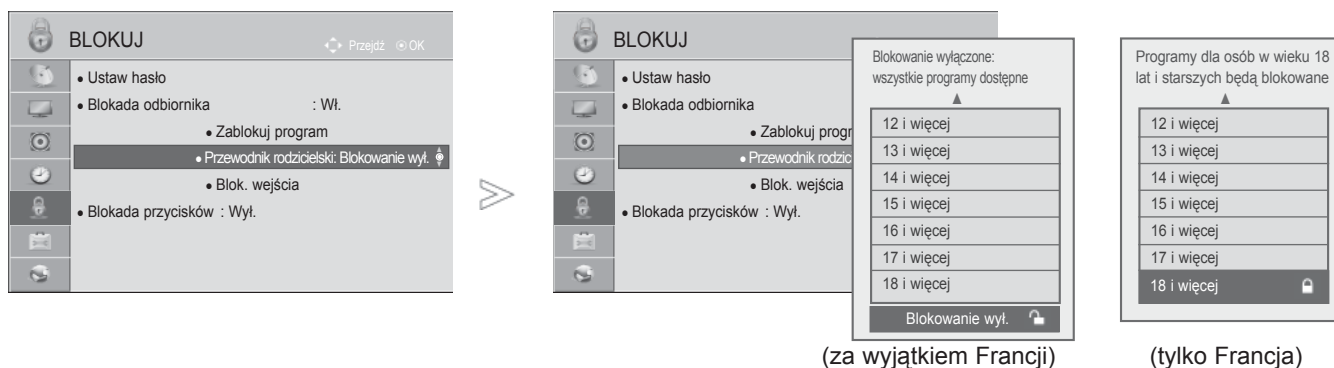 BLOKUJ
Przejdź OK
• Ustaw hasło
• Blokada odbiornika : Wł.
• Zablokuj program
• Przewodnik rodzicielski: Blokowanie wył.
• Blok. wejścia
• Blokada przycisków : Wył.
BLOKUJ
• Ustaw hasło
• Blokada odbiornika
• Zablokuj progr
• Przewodnik rodzic
• Blok. wejścia
• Blokada przycisków : Wył.
Blokowanie wyłączone:
wszystkie programy dostępne
12 i więcej
13 i więcej
14 i więcej
15 i więcej
16 i więcej
17 i więcej
18 i więcej
Blokowanie wył.
(za wyjątkiem Francji)
Programy dla osób w wieku 18
lat i starszych będą blokowane
12 i więcej
13 i więcej
14 i więcej
15 i więcej
16 i więcej
17 i więcej
18 i więcej
(tylko Francja)